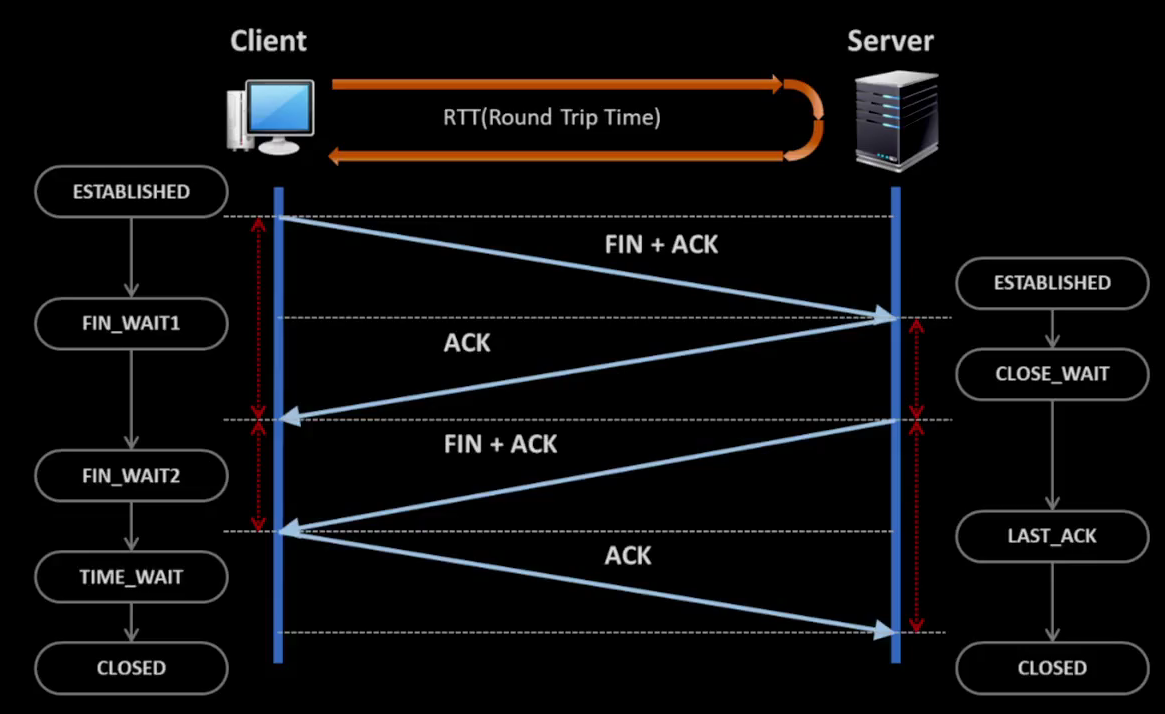 Client
Server
RTT(Round Trip Time)
ESTABLISHED
FIN + ACK
ESTABLISHED
FIN_WAIT1
ACK
CLOSE_WAIT
FIN + ACK
FIN_WAIT2
LAST_ACK
ACK
TIME_WAIT
CLOSED
CLOSED